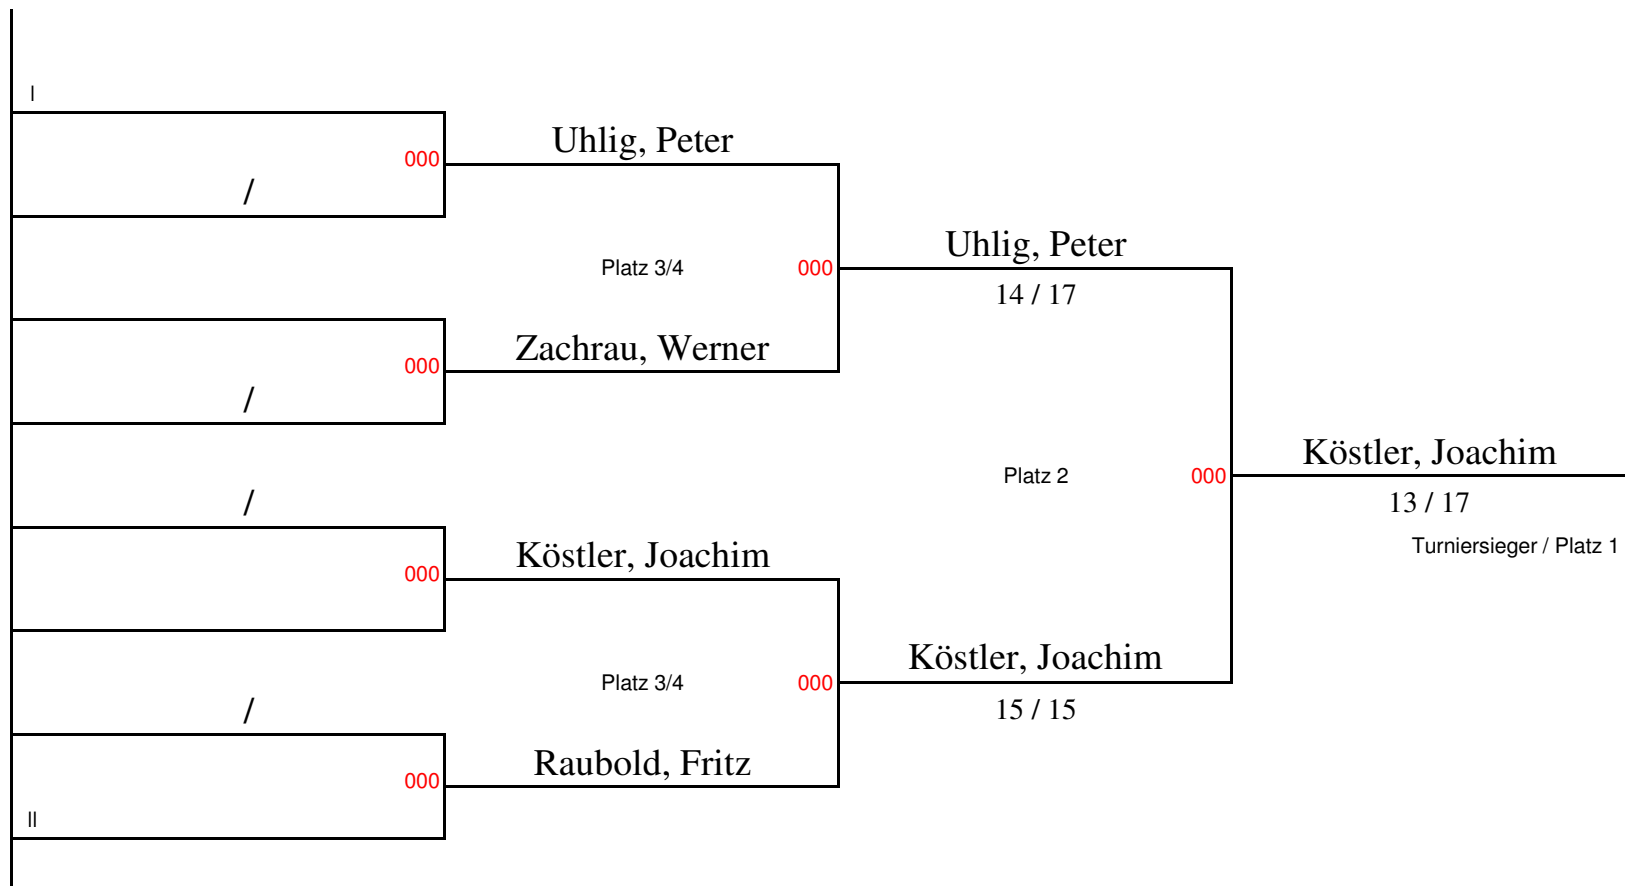 I
Uhlig, Peter
000
/
Uhlig, Peter
Platz 3/4
000
14 / 17
Zachrau, Werner
000
/
Köstler, Joachim
Platz 2
000
13 / 17
/
Turniersieger / Platz 1
Köstler, Joachim
000
Köstler, Joachim
Platz 3/4
000
15 / 15
/
Raubold, Fritz
000
II